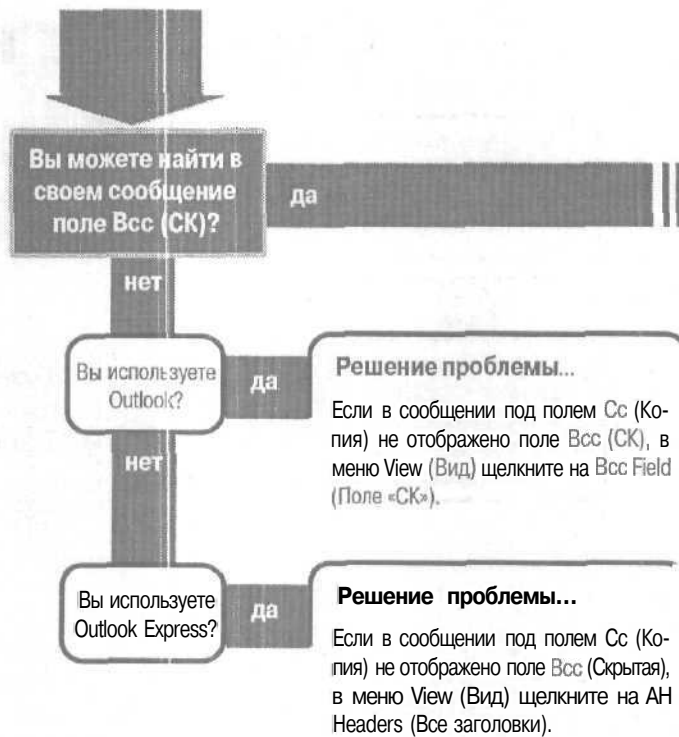 Вы можете найти в
своем сообщение
поле Bcc (СК)?
да
нет
Вы используете
Outlook?
да
Решение проблемы...
Если в сообщении под полем Cc (Ко-
пия) не отображено поле Bcc (СК), в
меню View (Вид) щелкните на Bcc Field
(Поле «СК»).
нет
Вы используете
Outlook Express?
да
Решение проблемы...
Если в сообщении под полем Cc (Ко-
пия) не отображено поле Bcc (Скрытая),
в меню View (Вид) щелкните на AH
Headers (Все заголовки).